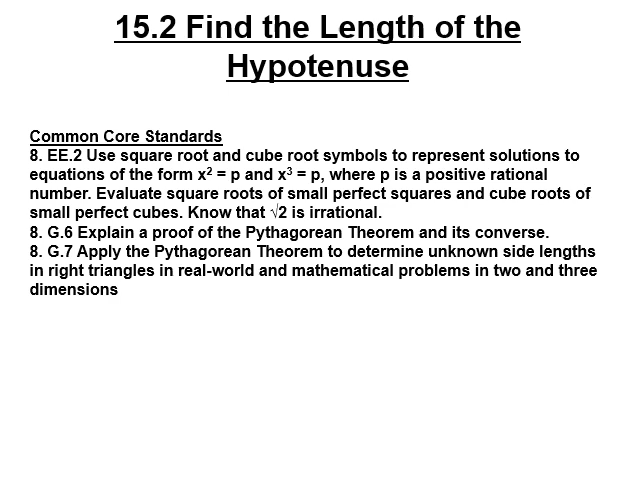 15.2 Find the Length of the
Hypotenuse
Common Core Standards
8. EE.2 Use square root and cube root symbols to represent solutions to
equations of the form x² = p and x³ = p, where p is a positive rational
number. Evaluate square roots of small perfect squares and cube roots of
small perfect cubes. Know that √2 is irrational.
8. G.6 Explain a proof of the Pythagorean Theorem and its converse.
8. G.7 Apply the Pythagorean Theorem to determine unknown side lengths
in right triangles in real-world and mathematical problems in two and three
dimensions